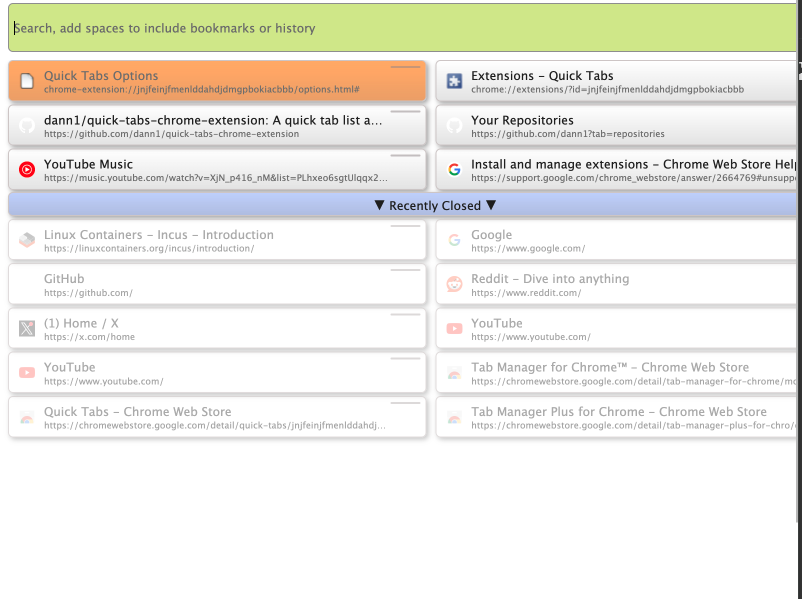 Search, add spaces to include bookmarks or history
Quick Tabs Options
chrome-extension://jnjfeinjfmenlddahdjdmgpbokiacbbb/options.html#
Extensions – Quick Tabs
chrome://extensions/?id=jnjfeinjfmenlddahdjdmgpbokiacbbb
dann1/quick-tabs-chrome-extension: A quick tab list a...
https://github.com/dann1/quick-tabs-chrome-extension
Your Repositories
https://github.com/dann1?tab=repositories
YouTube Music
https://music.youtube.com/watch?v=XjN_p416_nM&list=PLhxeo6sgtUlqqx2...
Install and manage extensions – Chrome Web Store Help
https://support.google.com/chrome_webstore/answer/2664769#unsupp
▼ Recently Closed ▼
Linux Containers – Incus – Introduction
https://linuxcontainers.org/incus/introduction/
Google
https://www.google.com/
GitHub
https://github.com/
Reddit – Dive into anything
https://www.reddit.com/
(1) Home / X
https://x.com/home
YouTube
https://www.youtube.com/
YouTube
https://www.youtube.com/
Tab Manager for Chrome™ – Chrome Web Store
https://chromewebstore.google.com/detail/tab-manager-for-chrome/mo
Quick Tabs – Chrome Web Store
https://chromewebstore.google.com/detail/quick-tabs/jnjfeinjfmenlddahdj...
Tab Manager Plus for Chrome – Chrome Web Store
https://chromewebstore.google.com/detail/tab-manager-plus-for-chro/